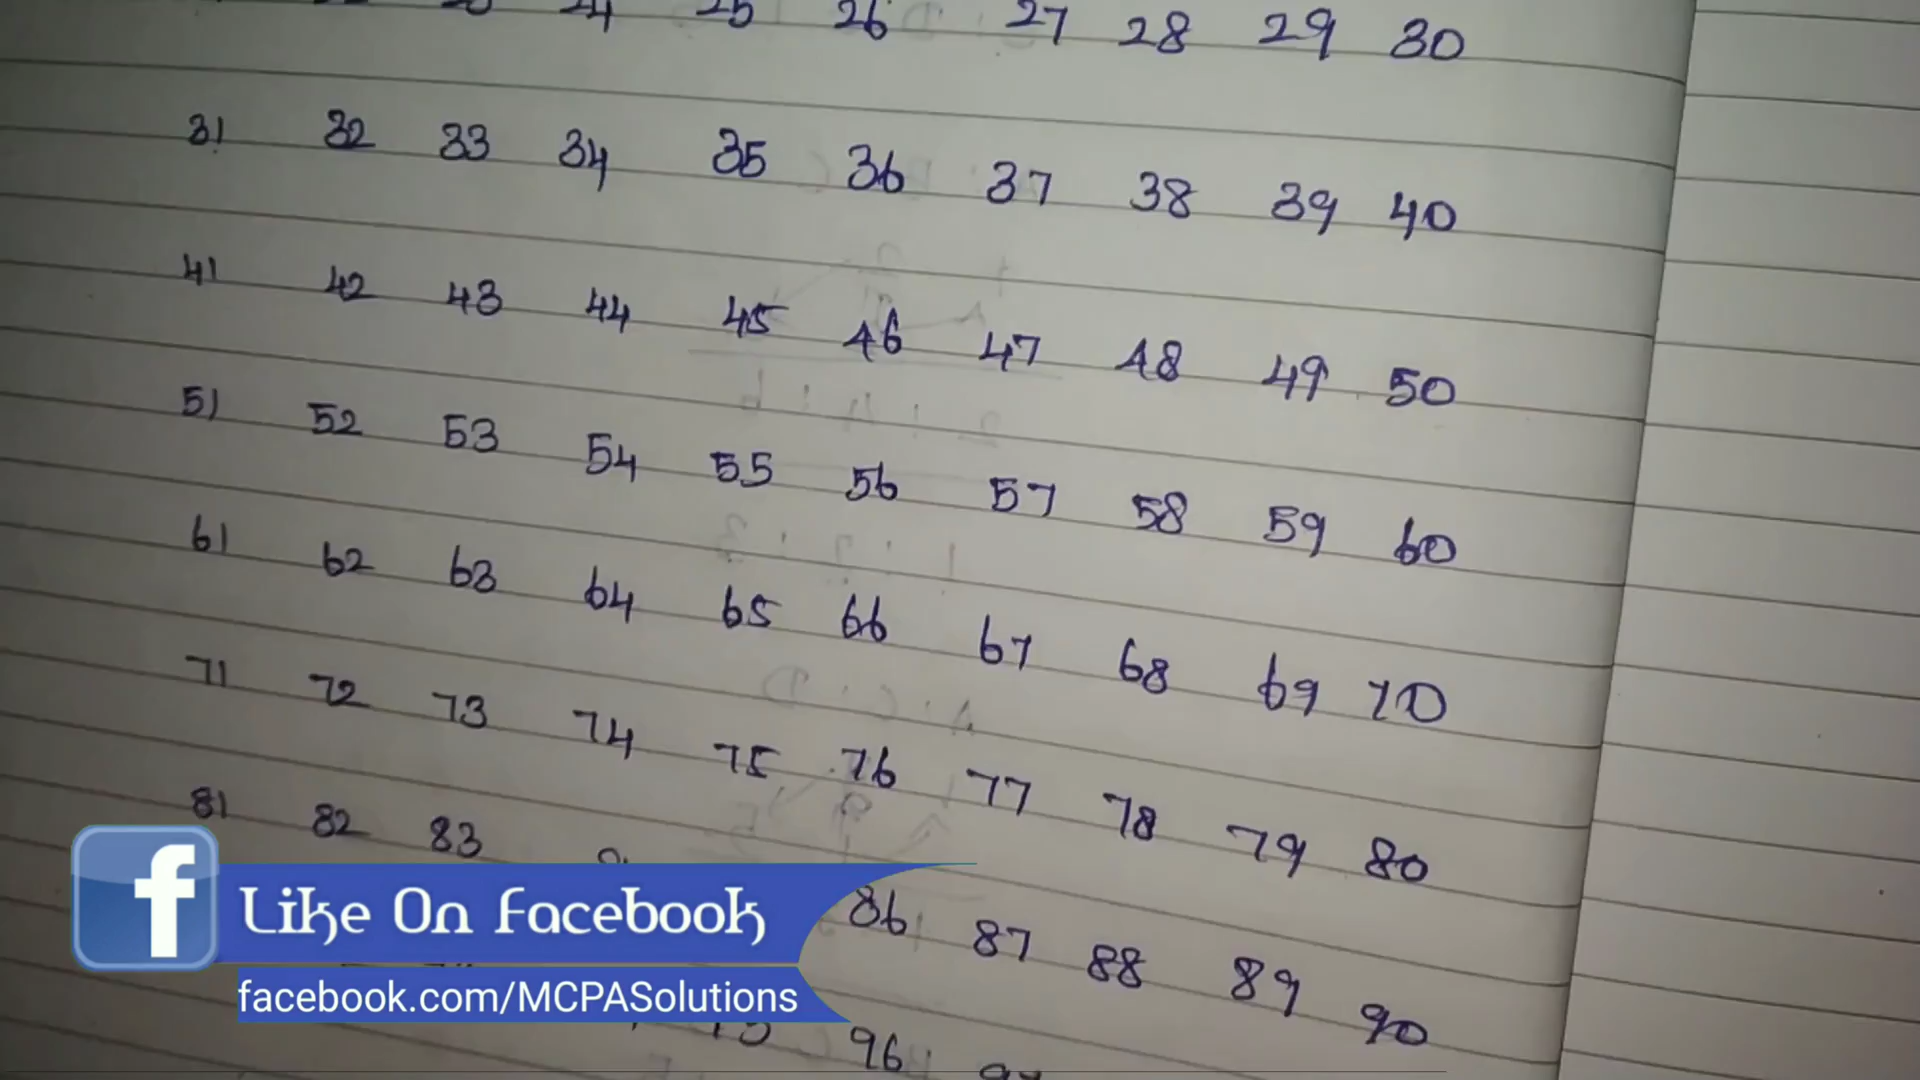 24 25 26 27 28 29 30
31 32 33 34 35 36 37 38 39 40
41 42 43 44 45 46 47 48 49 50
51 52 53 54 55 56 57 58 59 60
61 62 63 64 65 66 67 68 69 70
71 72 73 74 75 76 77 78 79 80
81 82 83 86 87 88 89 90
96
f Like On Facebook
facebook.com/MCPASolutions